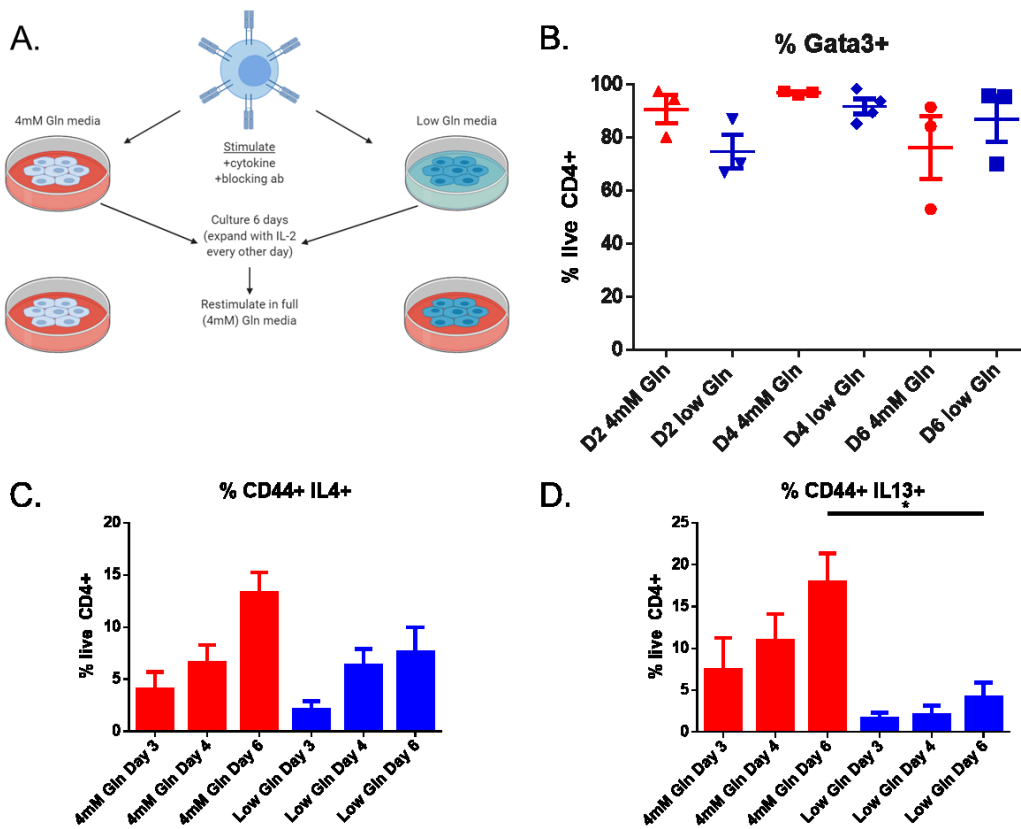 A.
4mM Gln media
Low Gln media
Stimulate
+cytokine
+blocking ab
Culture 6 days
(expand with IL-2
every other day)
Restimulate in full
(4mM) Gln media
B.
% Gata3+
% live CD4+
100
80
60
40
20
0
D2 4mM Gln
D2 low Gln
D4 4mM Gln
D4 low Gln
D6 4mM Gln
D6 low Gln
C.
% CD44+ IL4+
% live CD4+
20
15
10
5
0
4mM Gln Day 3
4mM Gln Day 4
4mM Gln Day 6
Low Gln Day 3
Low Gln Day 4
Low Gln Day 6
D.
% CD44+ IL13+
*
% live CD4+
25
20
15
10
5
0
4mM Gln Day 3
4mM Gln Day 4
4mM Gln Day 6
Low Gln Day 3
Low Gln Day 4
Low Gln Day 6